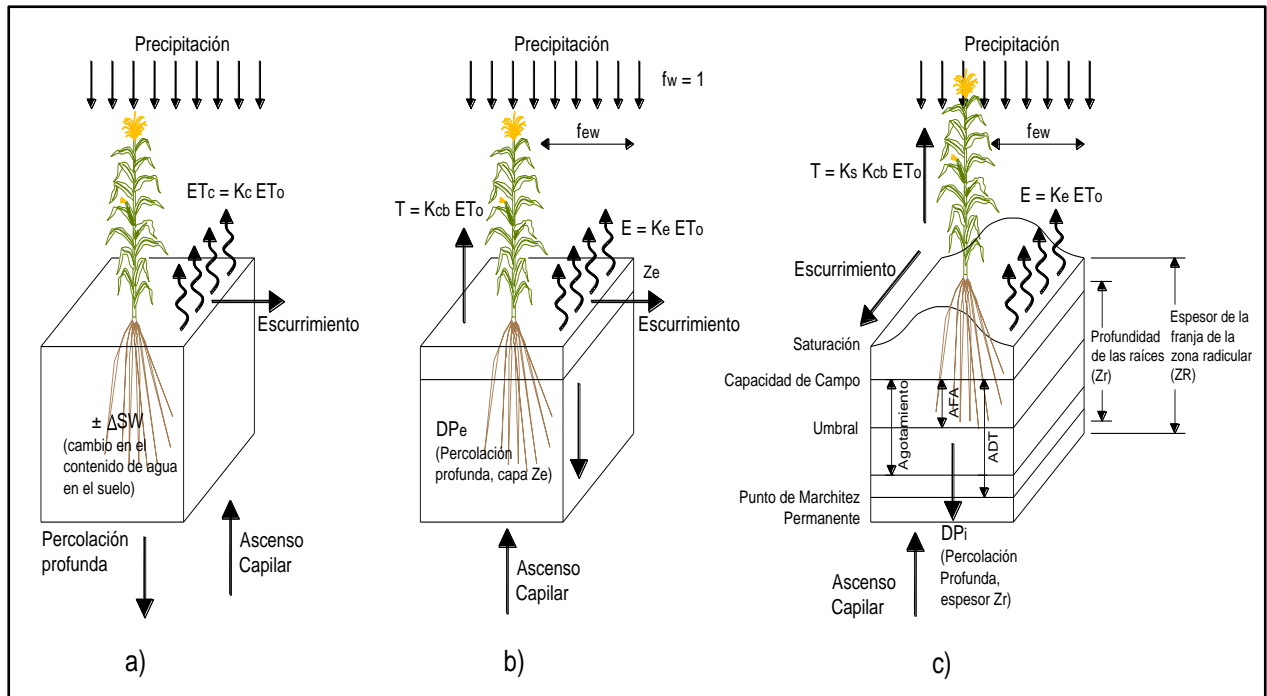 Precipitación
ETc = Kc ETo
Escurrimiento
± ΔSW
(cambio en el
contenido de agua
en el suelo)
Percolación
profunda
Ascenso
Capilar
a)
Precipitación
fw = 1
few
T = Kcb ETo
E = Ke ETo
Ze
Escurrimiento
DPe
(Percolación
profunda, capa Ze)
Ascenso
Capilar
b)
Precipitación
few
T = Ks Kcb ETo
E = Ke ETo
Escurrimiento
Saturación
Capacidad de Campo
Umbral
Punto de Marchitez
Permanente
Agotamiento
AFA
ADT
Profundidad
de las raíces
(Zr)
Espesor de la
franja de la
zona radicular
(ZR)
DPi
(Percolación
Profunda,
espesor Zr)
Ascenso
Capilar
c)